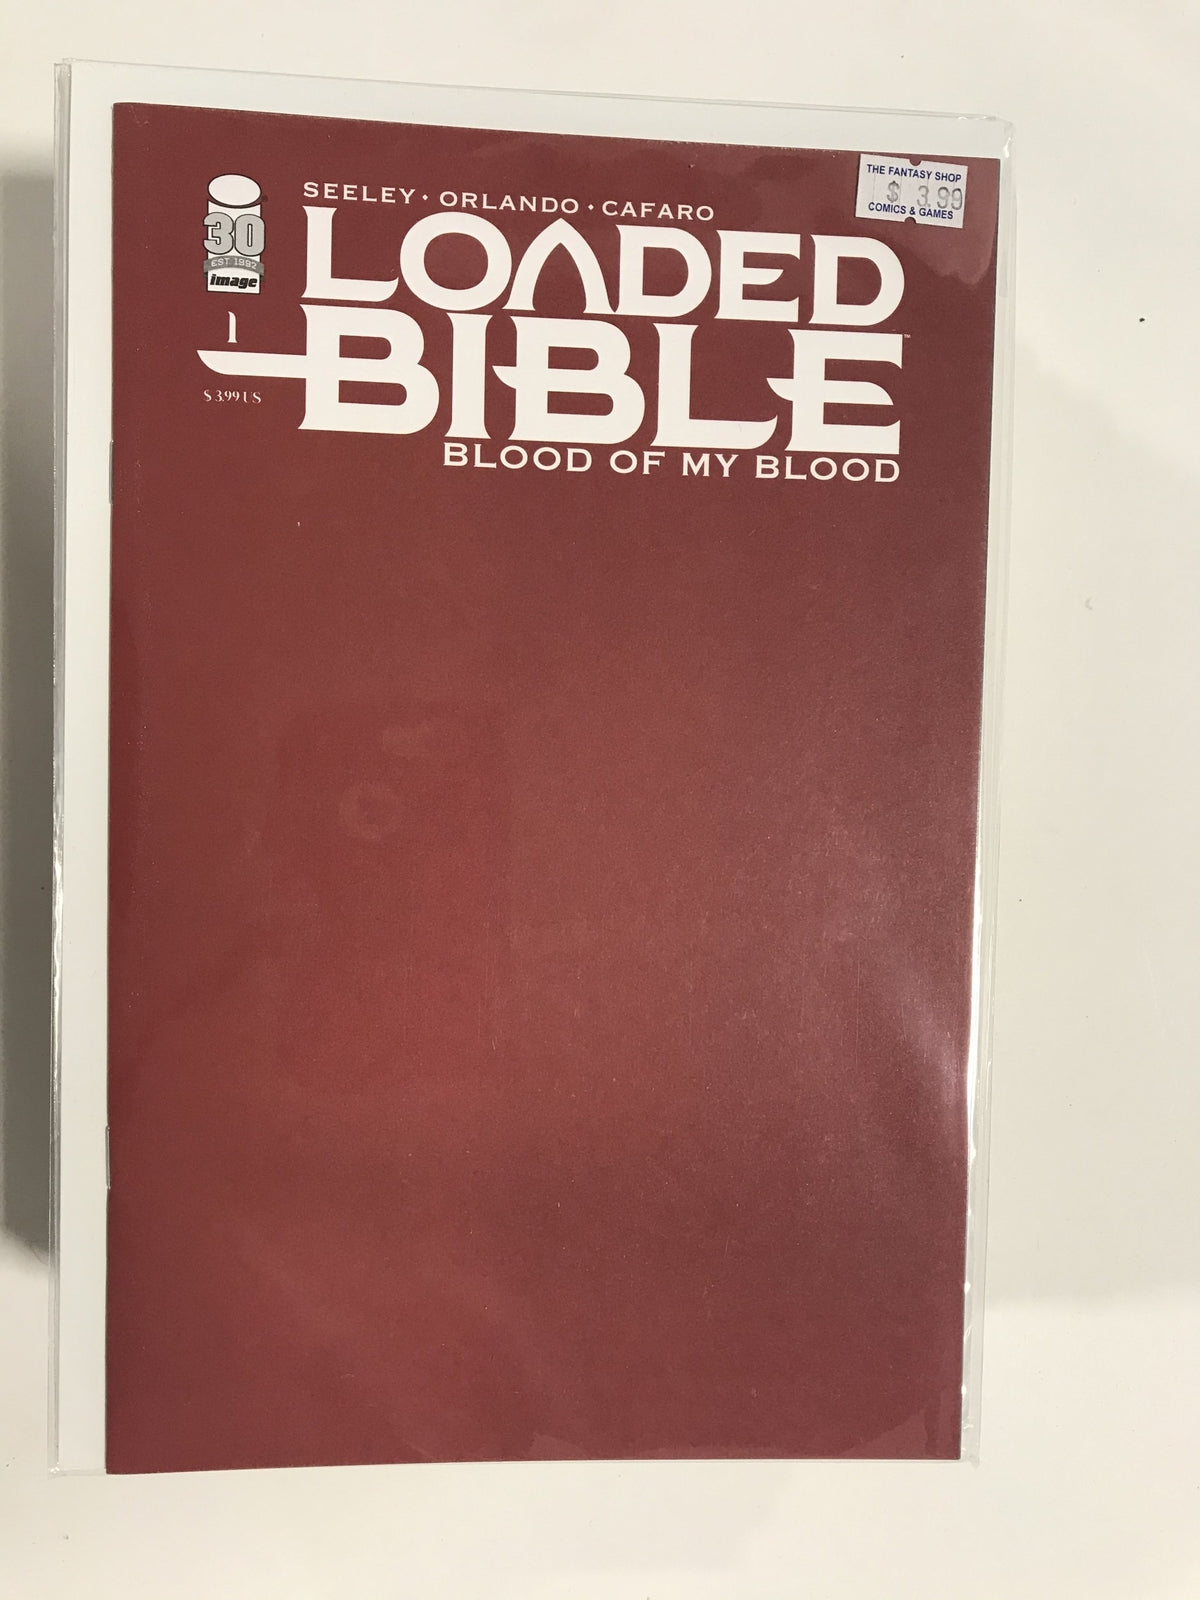 THE FANTASY SHOP
$ 3.99
COMICS & GAMES
SEELEY • ORLANDO • CAFARO
30
EST. 1992
image
LOADED
BIBLE™
BLOOD OF MY BLOOD
1
$ 3.99 US